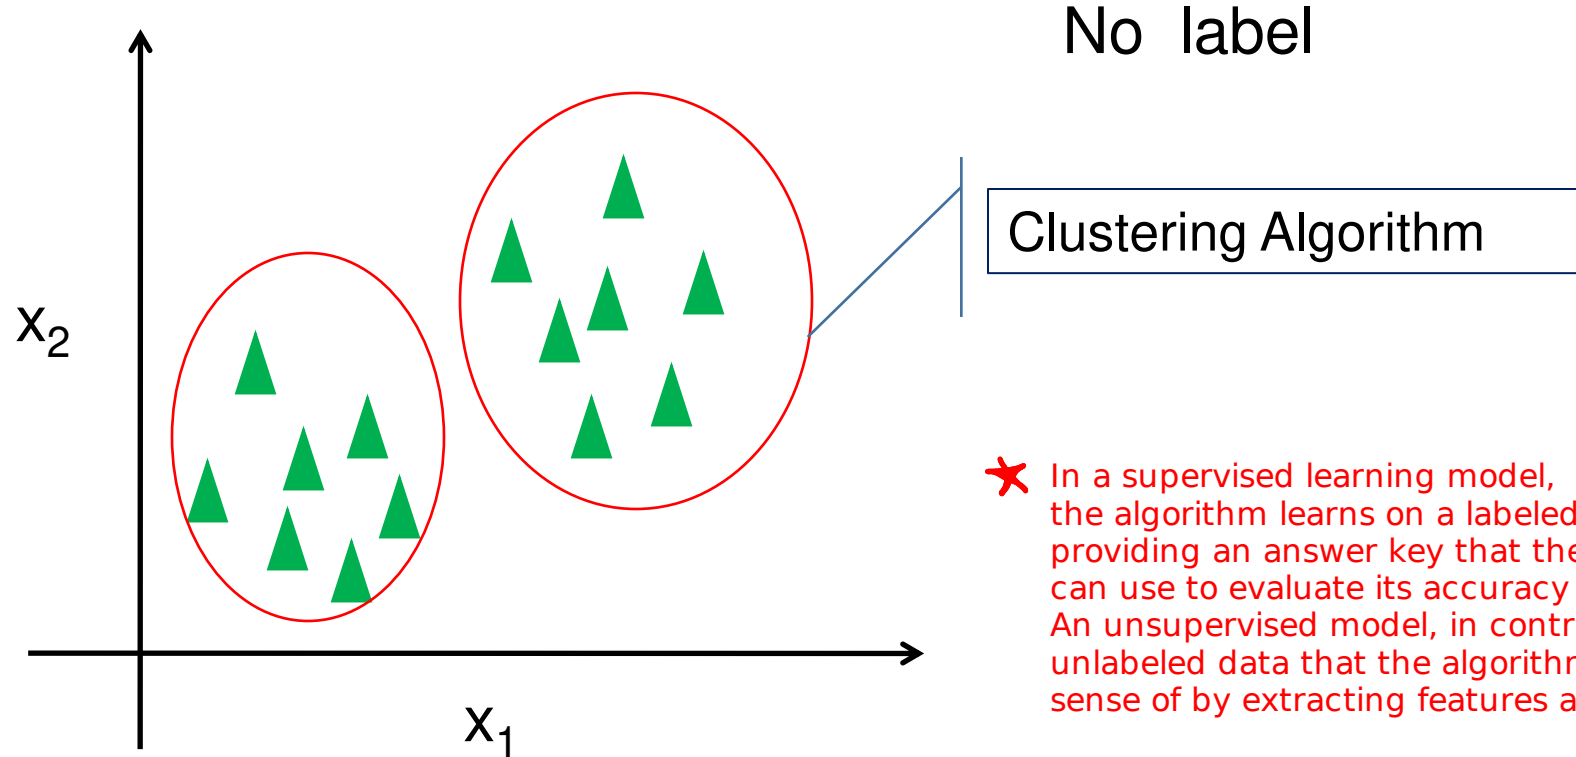 No label
Clustering Algorithm
x₂
In a supervised learning model,
the algorithm learns on a labeled
providing an answer key that the
can use to evaluate its accuracy
An unsupervised model, in contr
unlabeled data that the algorithm
sense of by extracting features a
x₁